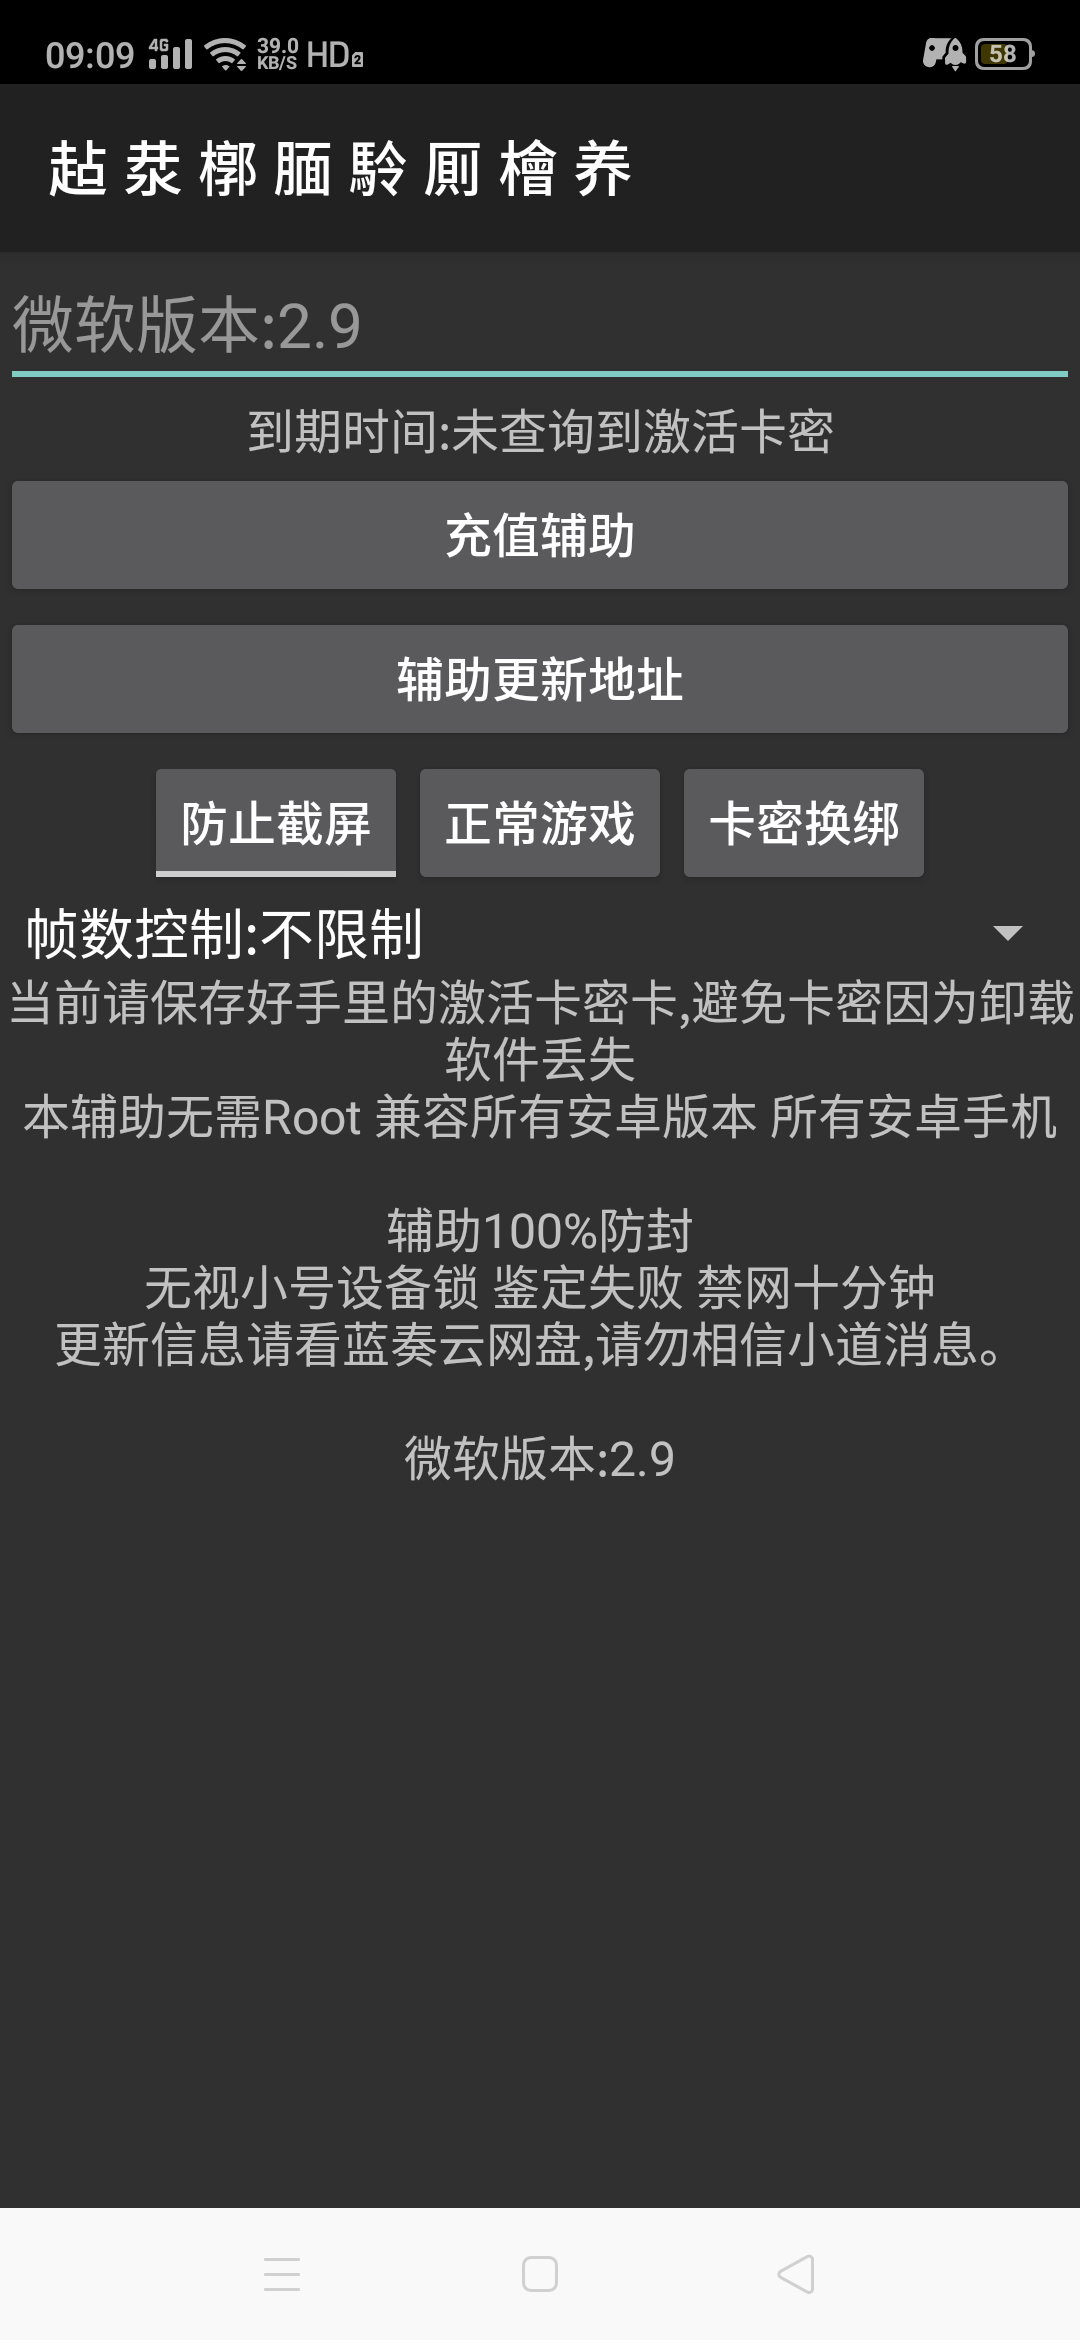 09:09 4G 39.0 KB/S HD2 58
荩 槨 腼 厠 檜 养
微软版本:2.9
到期时间:未查询到激活卡密
充值辅助
辅助更新地址
防止截屏 正常游戏 卡密换绑
帧数控制:不限制
当前请保存好手里的激活卡密卡,避免卡密因为卸载
软件丢失
本辅助无需Root 兼容所有安卓版本 所有安卓手机
辅助100%防封
无视小号设备锁 鉴定失败 禁网十分钟
更新信息请看蓝奏云网盘,请勿相信小道消息。
微软版本:2.9